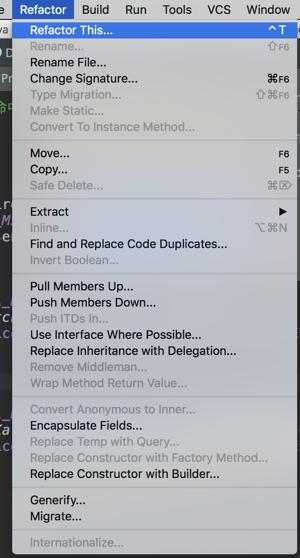 Refactor Build Run Tools VCS Window
Refactor This... ⌃T
Rename... ⇧F6
Rename File...
Change Signature... ⌘F6
Type Migration... ⇧⌘F6
Make Static...
Convert To Instance Method...
Move... F6
Copy... F5
Safe Delete... ⌘⌦
Extract ▶
Inline... ⌥⌘N
Find and Replace Code Duplicates...
Invert Boolean...
Pull Members Up...
Push Members Down...
Push ITDs In...
Use Interface Where Possible...
Replace Inheritance with Delegation...
Remove Middleman...
Wrap Method Return Value...
Convert Anonymous to Inner...
Encapsulate Fields...
Replace Temp with Query...
Replace Constructor with Factory Method...
Replace Constructor with Builder...
Generify...
Migrate...
Internationalize...